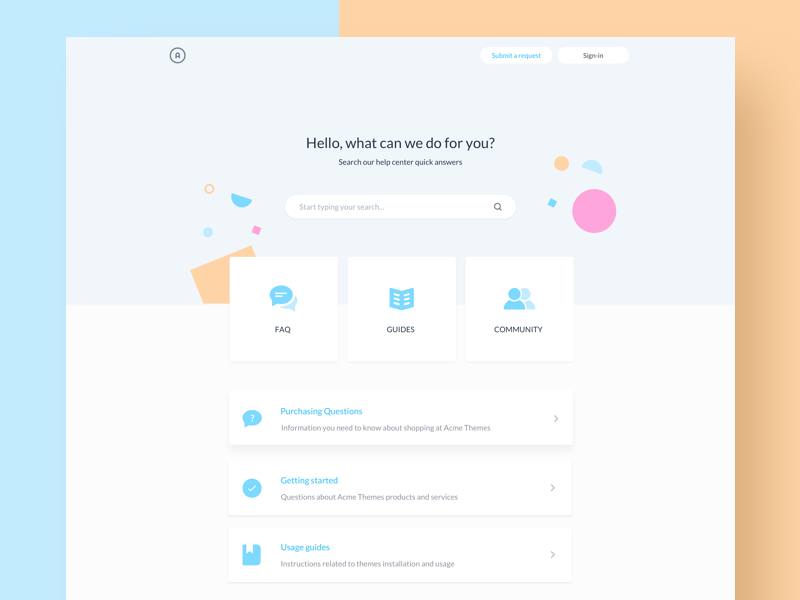 A
Submit a request
Sign-in
Hello, what can we do for you?
Search our help center quick answers
Start typing your search...
FAQ
GUIDES
COMMUNITY
?
Purchasing Questions
Information you need to know about shopping at Acme Themes
Getting started
Questions about Acme Themes products and services
Usage guides
Instructions related to themes installation and usage